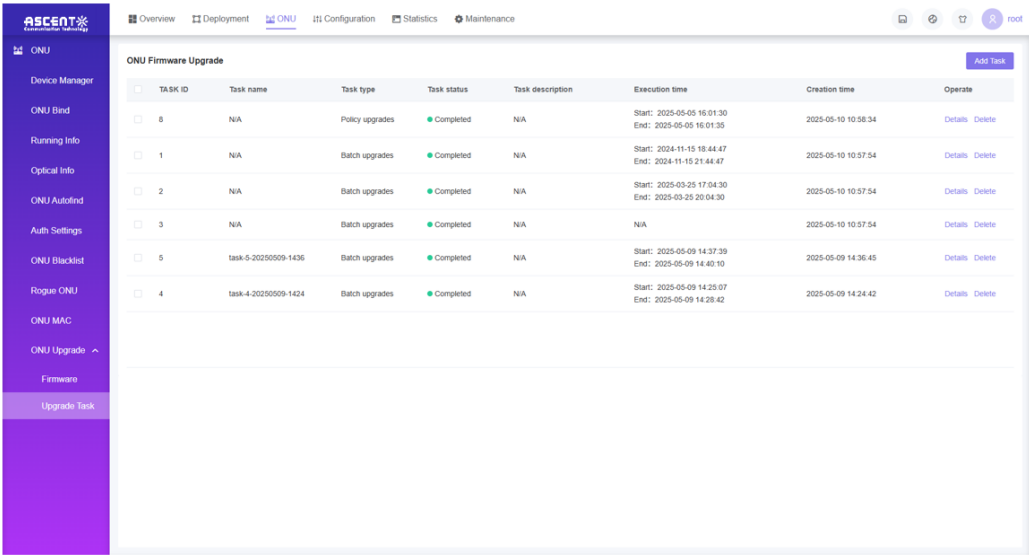 ASCENT
Communication Technology
Overview Deployment ONU Configuration Statistics Maintenance
root
ONU
Device Manager
ONU Bind
Running Info
Optical Info
ONU Autofind
Auth Settings
ONU Blacklist
Rogue ONU
ONU MAC
ONU Upgrade
Firmware
Upgrade Task
ONU Firmware Upgrade
Add Task
TASK ID Task name Task type Task status Task description Execution time Creation time Operate
8 N/A Policy upgrades Completed N/A Start: 2025-05-05 16:01:30 2025-05-10 10:58:34 Details Delete
End: 2025-05-05 16:01:35
1 N/A Batch upgrades Completed N/A Start: 2024-11-15 18:44:47 2025-05-10 10:57:54 Details Delete
End: 2024-11-15 21:44:47
2 N/A Batch upgrades Completed N/A Start: 2025-03-25 17:04:30 2025-05-10 10:57:54 Details Delete
End: 2025-03-25 20:04:30
3 N/A Batch upgrades Completed N/A N/A 2025-05-10 10:57:54 Details Delete
5 task-5-20250509-1436 Batch upgrades Completed N/A Start: 2025-05-09 14:37:39 2025-05-09 14:36:45 Details Delete
End: 2025-05-09 14:40:10
4 task-4-20250509-1424 Batch upgrades Completed N/A Start: 2025-05-09 14:25:07 2025-05-09 14:24:42 Details Delete
End: 2025-05-09 14:28:42